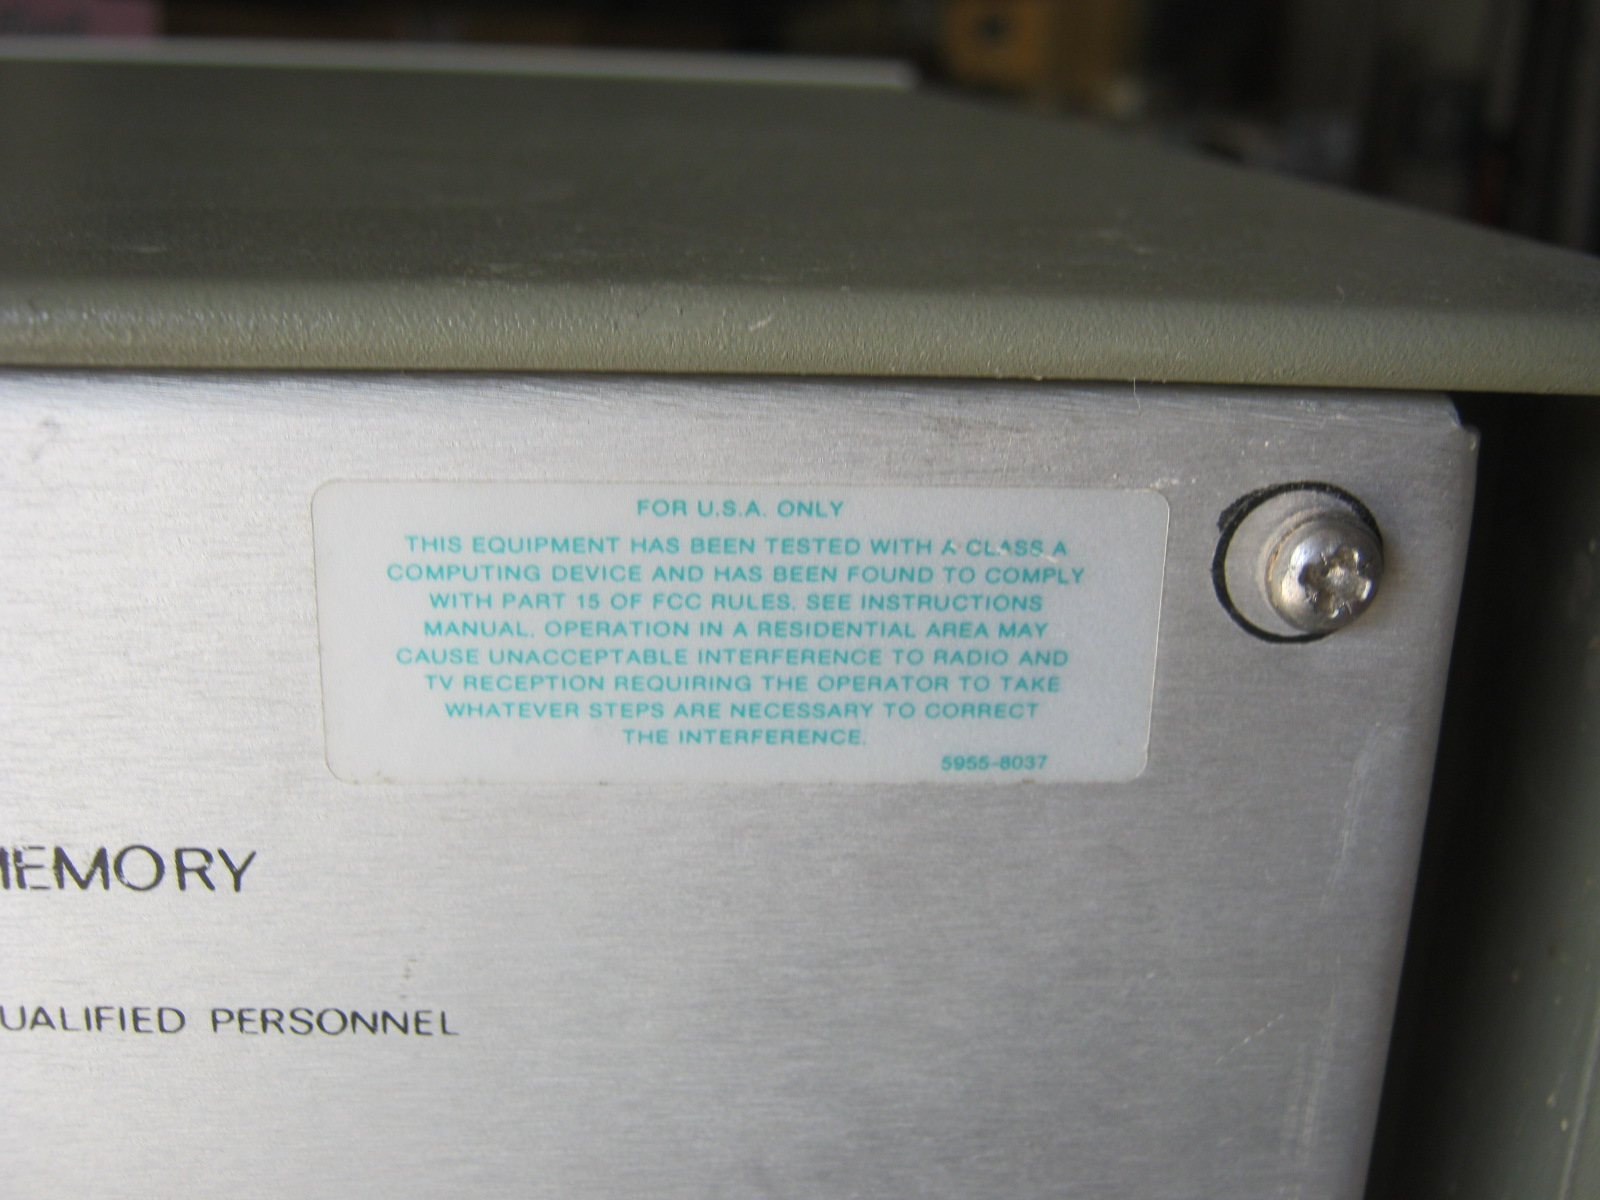 FOR U.S.A. ONLY
THIS EQUIPMENT HAS BEEN TESTED WITH A CLASS A
COMPUTING DEVICE AND HAS BEEN FOUND TO COMPLY
WITH PART 15 OF FCC RULES. SEE INSTRUCTIONS
MANUAL. OPERATION IN A RESIDENTIAL AREA MAY
CAUSE UNACCEPTABLE INTERFERENCE TO RADIO AND
TV RECEPTION REQUIRING THE OPERATOR TO TAKE
WHATEVER STEPS ARE NECESSARY TO CORRECT
THE INTERFERENCE.
5955-8037
EMORY
UALIFIED PERSONNEL